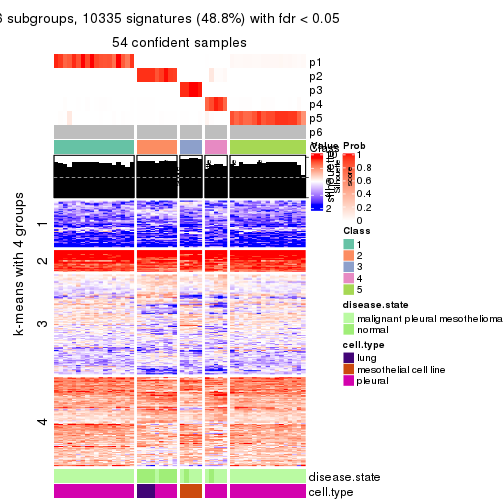 6 subgroups, 10335 signatures (48.8%) with fdr < 0.05
54 confident samples
p1
p2
p3
p4
p5
p6
Class
Silhouette
score
Value
Prob
1
0.8
0.6
0.4
0.2
0
2
k-means with 4 groups
1
2
3
4
Class
1
2
3
4
5
disease.state
malignant pleural mesothelioma
normal
cell.type
lung
mesothelial cell line
pleural
disease.state
cell.type